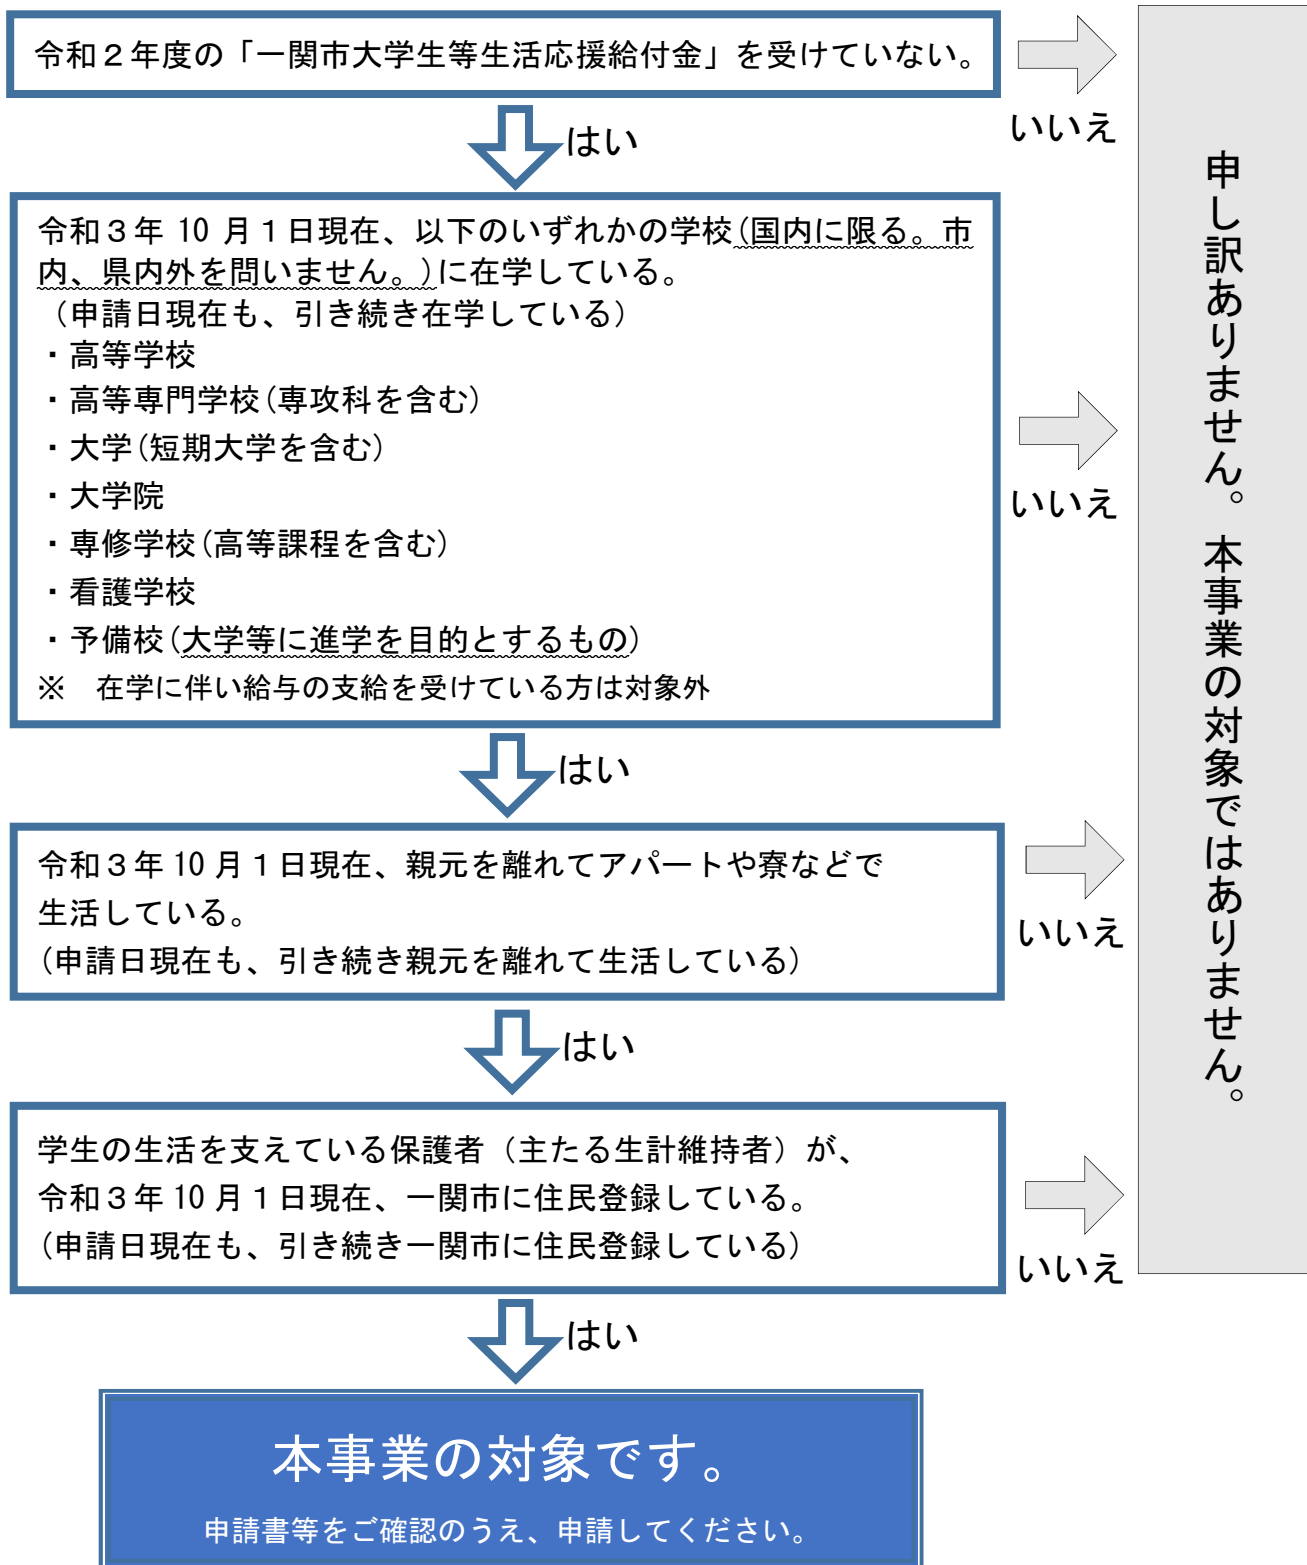 令和２年度の「一関市大学生等生活応援給付金」を受けていない。
いいえ
はい
令和３年 10 月１日現在、以下のいずれかの学校(国内に限る。市
内、県内外を問いません。)に在学している。
（申請日現在も、引き続き在学している）
・高等学校
・高等専門学校(専攻科を含む)
・大学(短期大学を含む)
・大学院
・専修学校(高等課程を含む)
・看護学校
・予備校(大学等に進学を目的とするもの)
※　在学に伴い給与の支給を受けている方は対象外
いいえ
はい
令和３年 10 月１日現在、親元を離れてアパートや寮などで
生活している。
(申請日現在も、引き続き親元を離れて生活している)
いいえ
はい
学生の生活を支えている保護者（主たる生計維持者）が、
令和３年 10 月１日現在、一関市に住民登録している。
(申請日現在も、引き続き一関市に住民登録している)
いいえ
はい
本事業の対象です。
申請書等をご確認のうえ、申請してください。
申し訳ありません。本事業の対象ではありません。